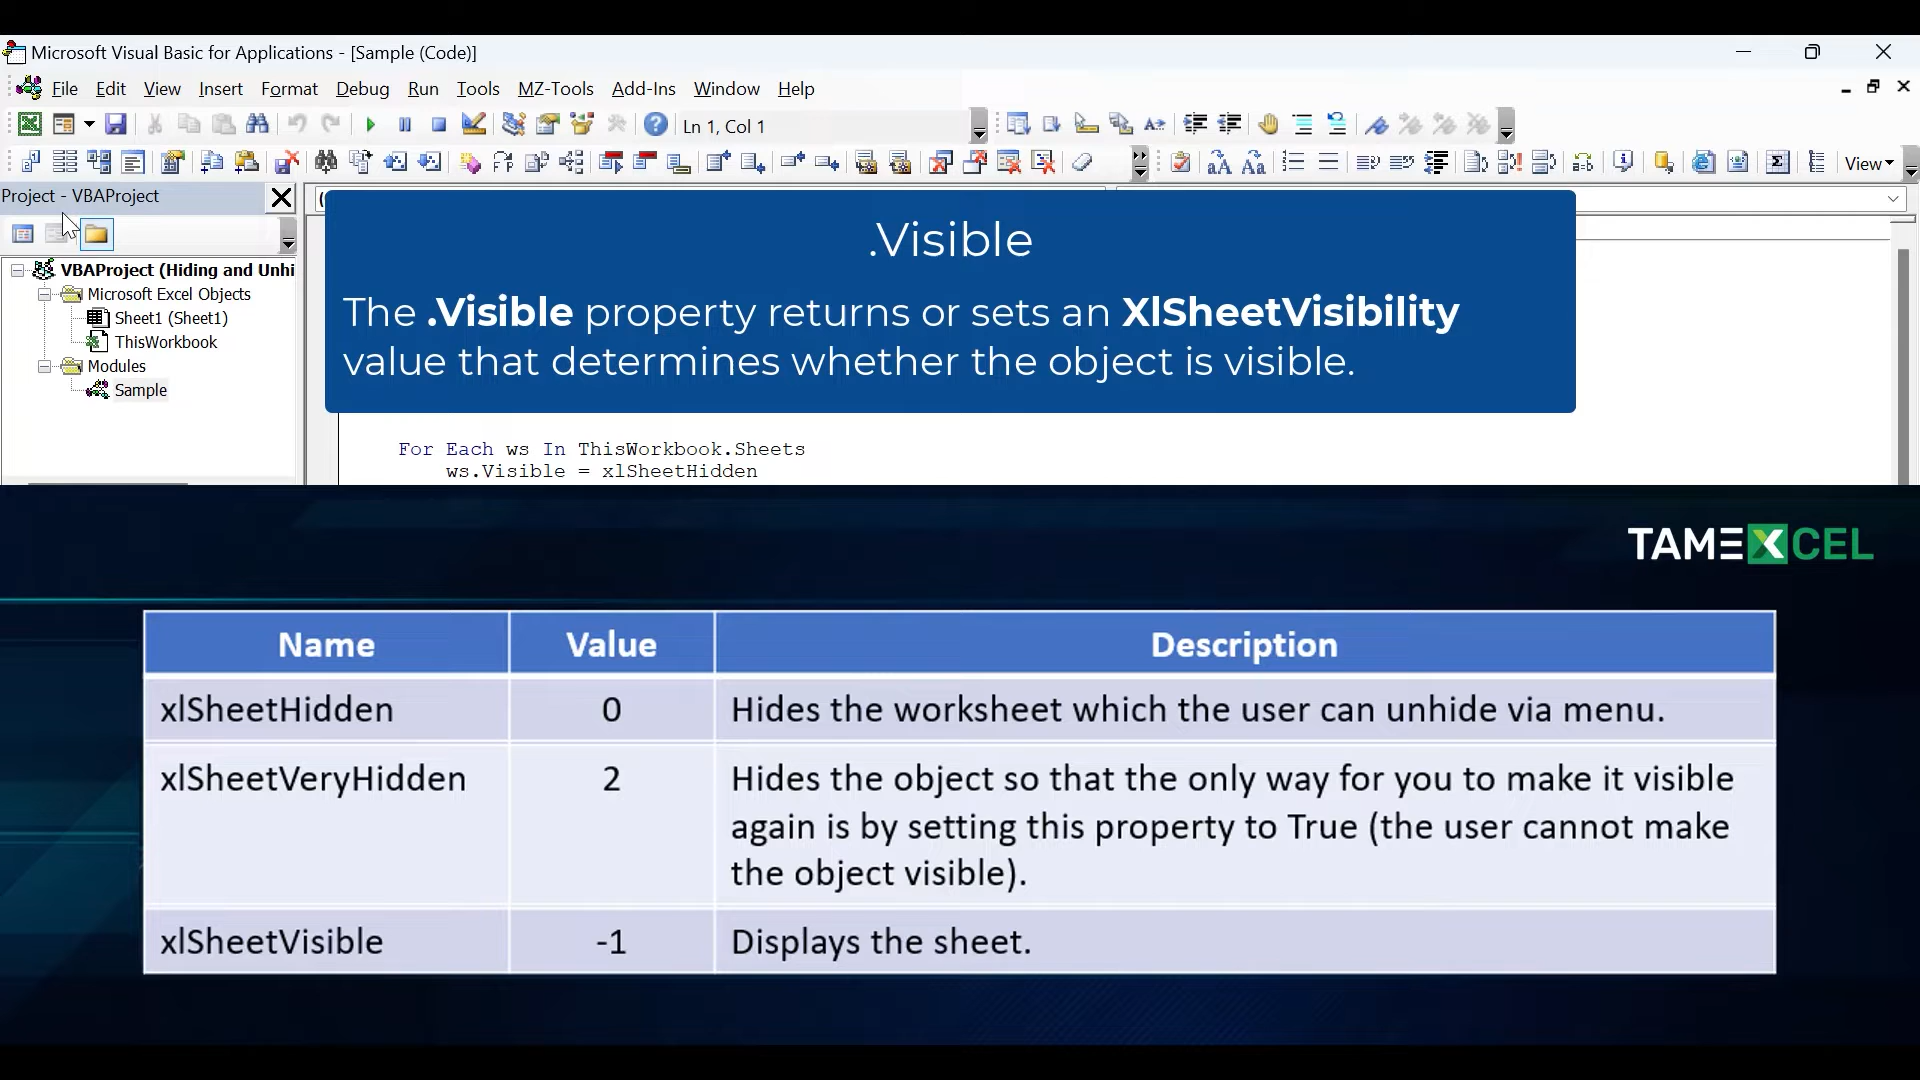 Microsoft Visual Basic for Applications - [Sample (Code)]
File Edit View Insert Format Debug Run Tools MZ-Tools Add-Ins Window Help
Ln 1, Col 1
View
Project - VBAProject
VBAProject (Hiding and Unhi
Microsoft Excel Objects
Sheet1 (Sheet1)
ThisWorkbook
Modules
Sample
.Visible
The .Visible property returns or sets an XlSheetVisibility
value that determines whether the object is visible.
For Each ws In ThisWorkbook.Sheets
ws.Visible = xlSheetHidden
TAMEXCEL
Name Value Description
xlSheetHidden 0 Hides the worksheet which the user can unhide via menu.
xlSheetVeryHidden 2 Hides the object so that the only way for you to make it visible
again is by setting this property to True (the user cannot make
the object visible).
xlSheetVisible -1 Displays the sheet.